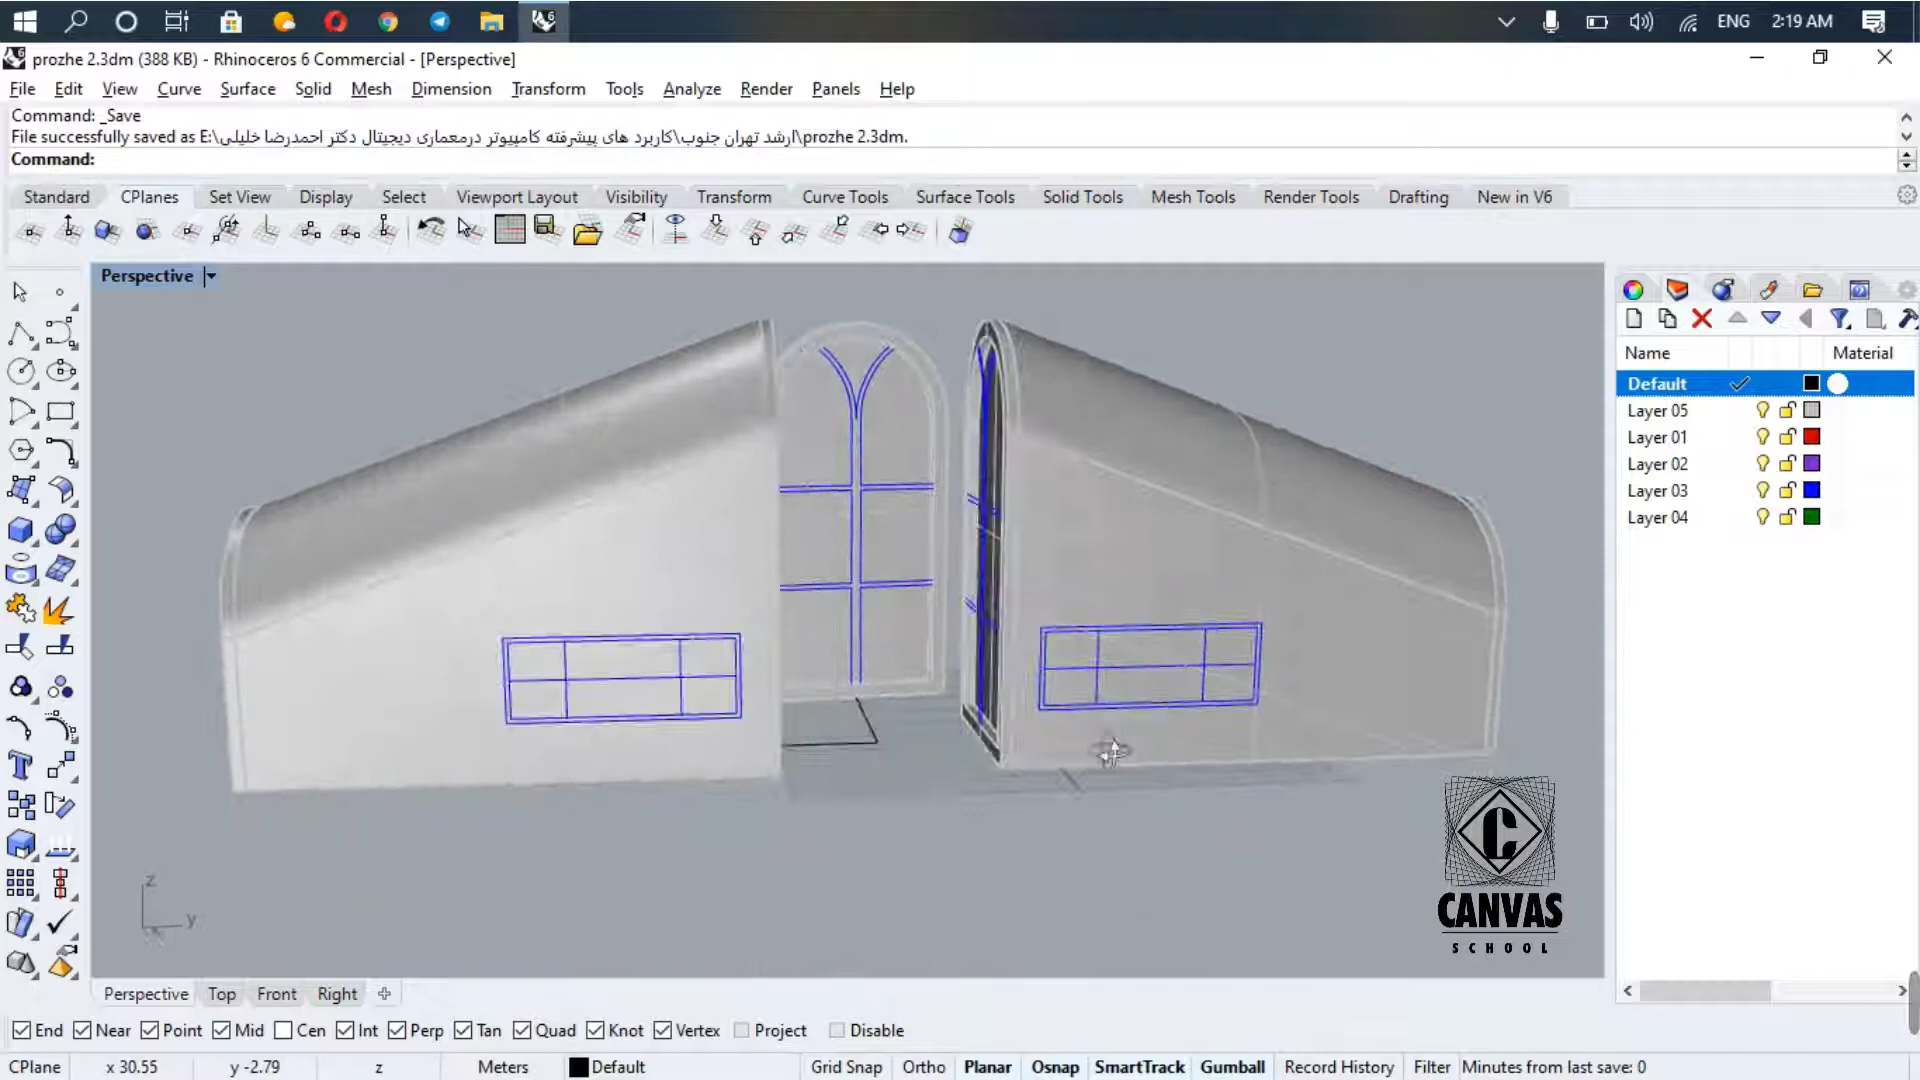 ENG 2:19 AM
prozhe 2.3dm (388 KB) - Rhinoceros 6 Commercial - [Perspective]
File Edit View Curve Surface Solid Mesh Dimension Transform Tools Analyze Render Panels Help
Command: _Save
File successfully saved as E:\ارشد تهران جنوب\کاربرد های پیشرفته کامپیوتر درمعماری دیجیتال دکتر احمدرضا خلیلی\prozhe 2.3dm.
Command:
Standard CPlanes Set View Display Select Viewport Layout Visibility Transform Curve Tools Surface Tools Solid Tools Mesh Tools Render Tools Drafting New in V6
Perspective
Name Material
Default
Layer 05
Layer 01
Layer 02
Layer 03
Layer 04
z
y
CANVAS
SCHOOL
Perspective Top Front Right
End Near Point Mid Cen Int Perp Tan Quad Knot Vertex Project Disable
CPlane x 30.55 y -2.79 z Meters Default Grid Snap Ortho Planar Osnap SmartTrack Gumball Record History Filter Minutes from last save: 0